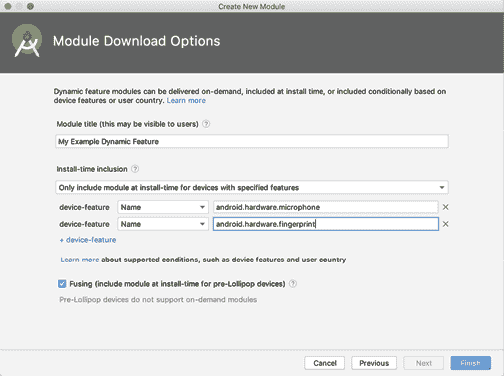 Create New Module
Module Download Options
Dynamic feature modules can be delivered on-demand, included at install time, or included conditionally based on
device features or user country. Learn more
Module title (this may be visible to users) ?
My Example Dynamic Feature
Install-time inclusion ?
Only include module at install-time for devices with specified features
device-feature Name android.hardware.microphone
device-feature Name android.hardware.fingerprint
+ device-feature
Learn more about supported conditions, such as device features and user country
Fusing (include module at install-time for pre-Lollipop devices) ?
Pre-Lollipop devices do not support on-demand modules
Cancel Previous Next Finish